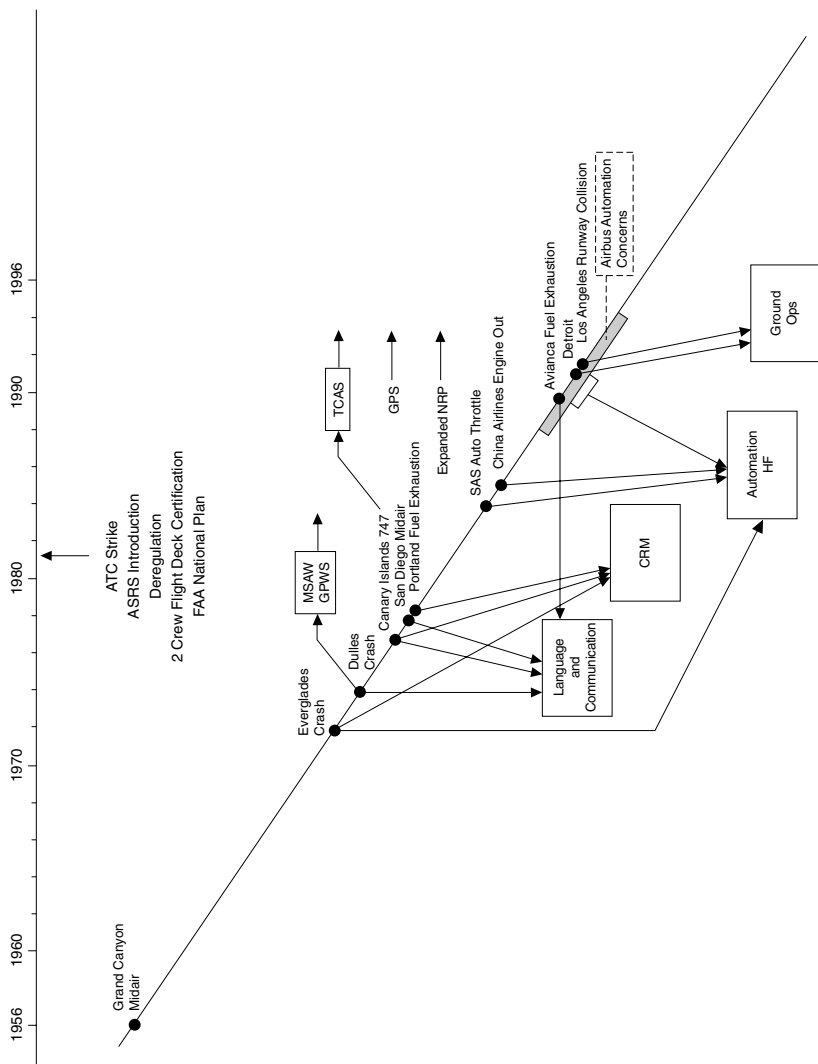 1956
1960
1970
1980
1990
1996
ATC Strike
ASRS Introduction
Deregulation
2 Crew Flight Deck Certification
FAA National Plan
Grand Canyon
Midair
Everglades
Crash
Dulles
Crash
MSAW
GPWS
Canary Islands 747
San Diego Midair
Portland Fuel Exhaustion
TCAS
GPS
Expanded NRP
SAS Auto Throttle
China Airlines Engine Out
Avianca Fuel Exhaustion
Detroit
Los Angeles Runway Collision
Airbus Automation
Concerns
Language
and
Communication
CRM
Automation
HF
Ground
Ops